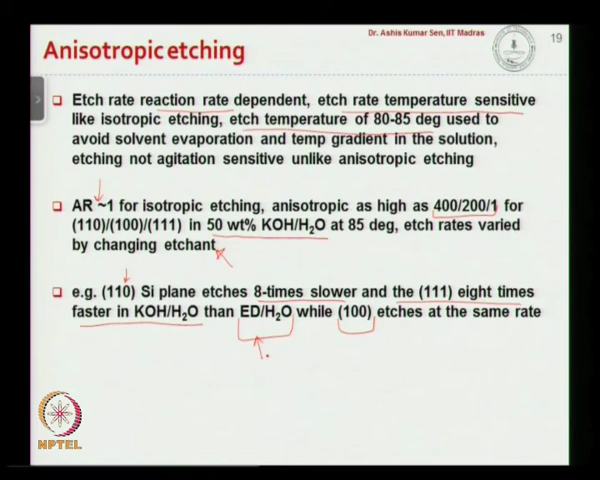 Dr. Ashis Kumar Sen, IIT Madras
19
Anisotropic etching
Etch rate reaction rate dependent, etch rate temperature sensitive
like isotropic etching, etch temperature of 80-85 deg used to
avoid solvent evaporation and temp gradient in the solution,
etching not agitation sensitive unlike anisotropic etching
AR ~1 for isotropic etching, anisotropic as high as 400/200/1 for
(110)/(100)/(111) in 50 wt% KOH/H₂O at 85 deg, etch rates varied
by changing etchant
e.g. (110) Si plane etches 8-times slower and the (111) eight times
faster in KOH/H₂O than ED/H₂O while (100) etches at the same rate
NPTEL